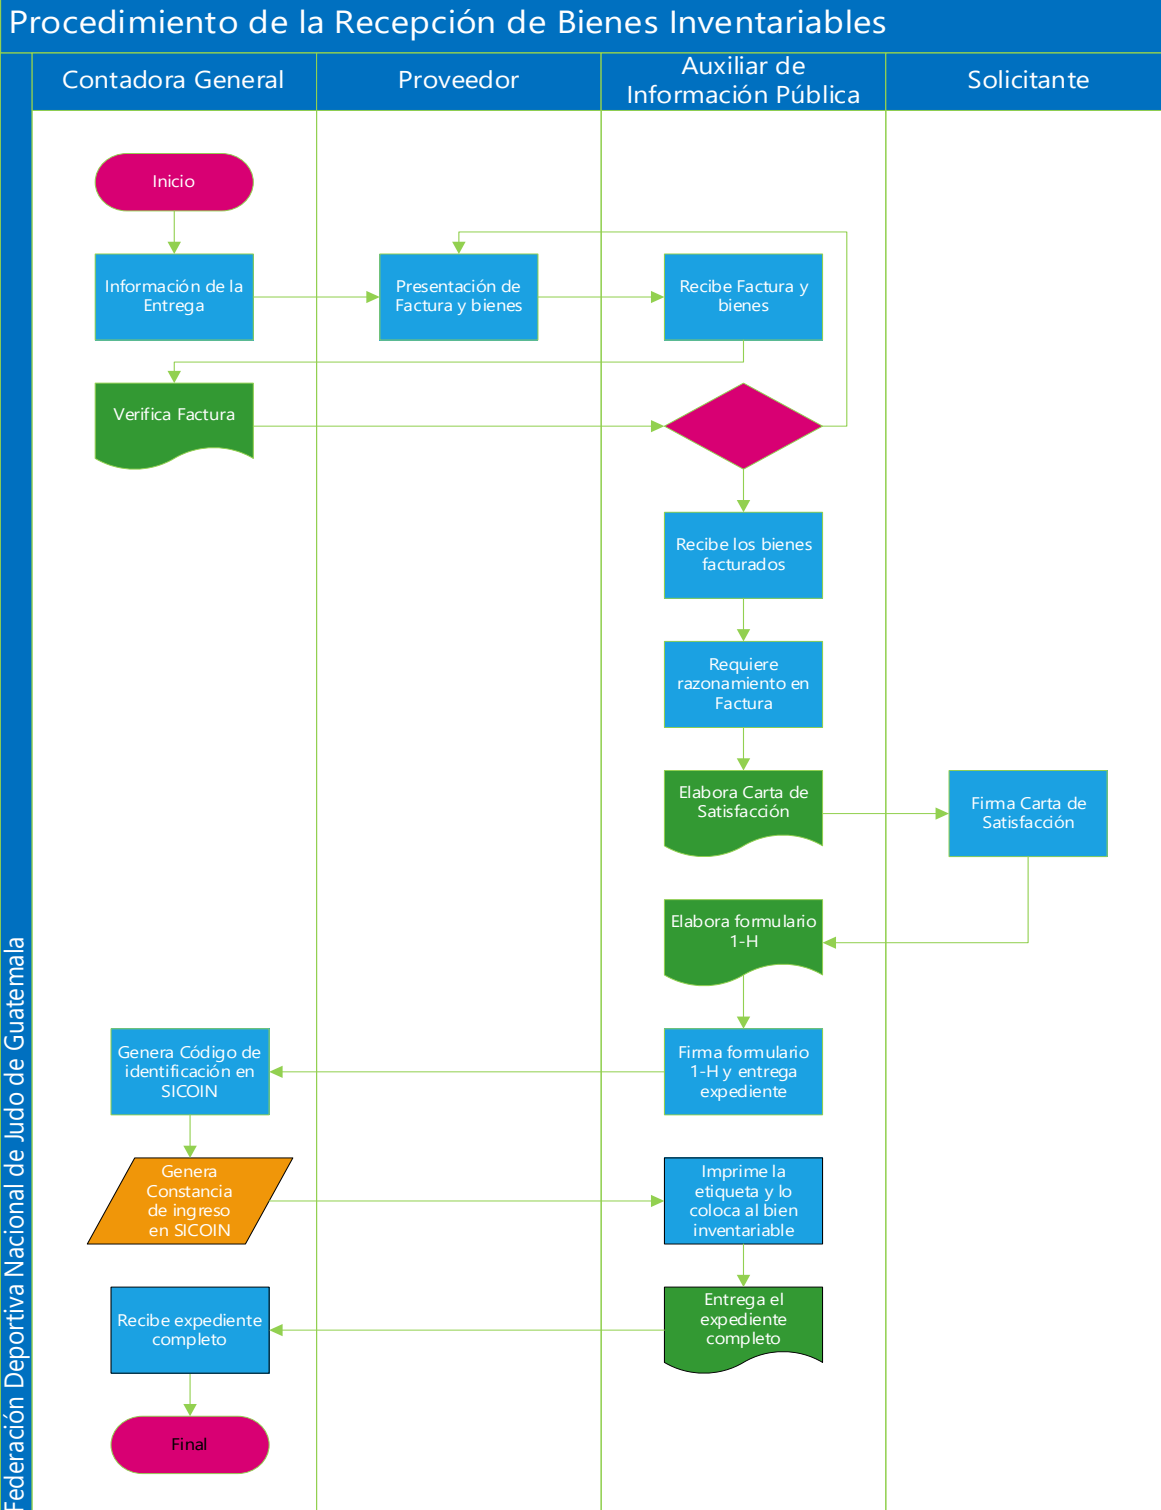 Procedimiento de la Recepción de Bienes Inventariables
Contadora General
Proveedor
Auxiliar de
Información Pública
Solicitante
Federación Deportiva Nacional de Judo de Guatemala
Inicio
Información de la
Entrega
Presentación de
Factura y bienes
Recibe Factura y
bienes
Verifica Factura
Recibe los bienes
facturados
Requiere
razonamiento en
Factura
Elabora Carta de
Satisfacción
Firma Carta de
Satisfacción
Elabora formulario
1-H
Firma formulario
1-H y entrega
expediente
Genera Código de
identificación en
SICOIN
Genera
Constancia
de ingreso
en SICOIN
Imprime la
etiqueta y lo
coloca al bien
inventariable
Entrega el
expediente
completo
Recibe expediente
completo
Final